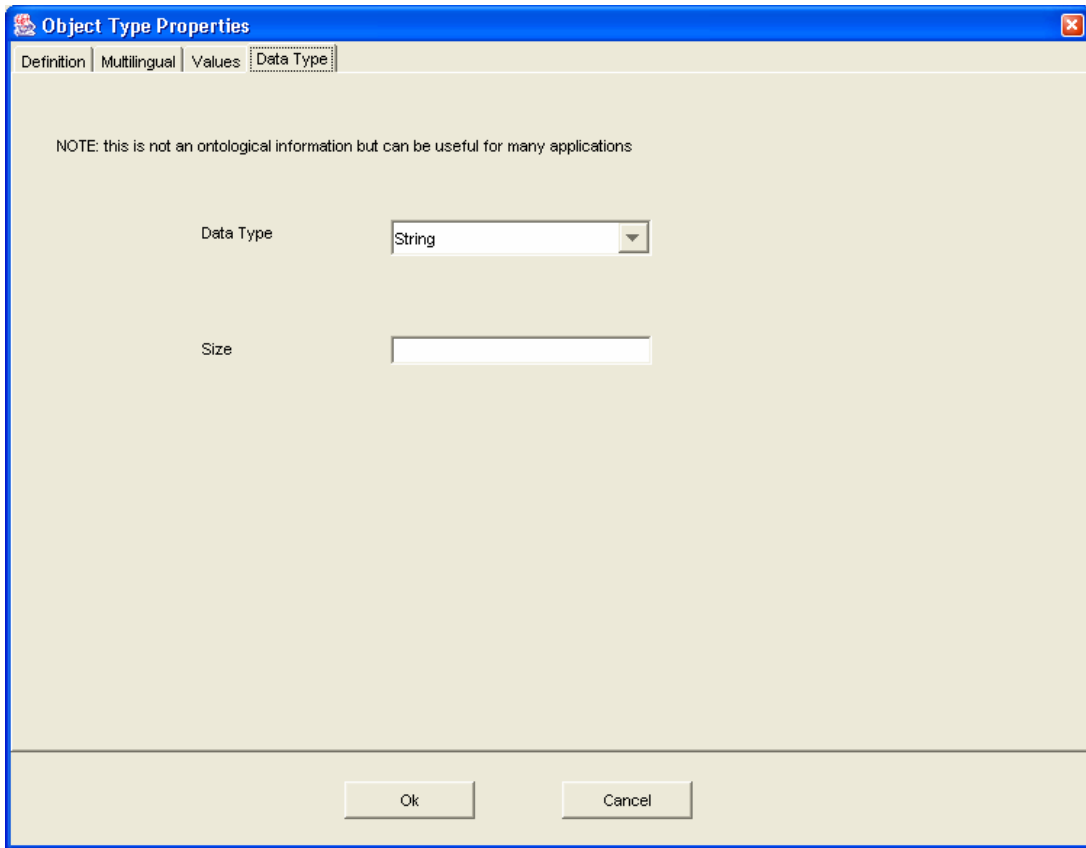 Object Type Properties
Definition Multilingual Values Data Type
NOTE: this is not an ontological information but can be useful for many applications
Data Type String
Size
Ok Cancel